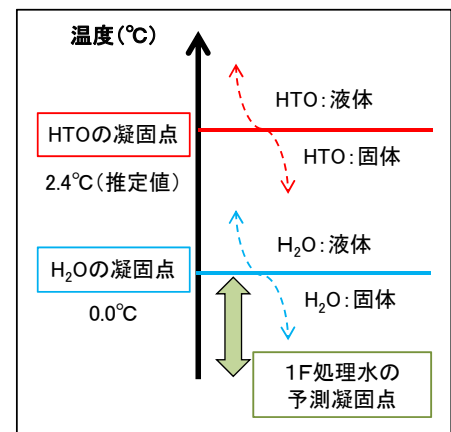 温度(℃)
HTO:液体
HTOの凝固点
HTO:固体
2.4℃(推定値)
H₂O:液体
H₂Oの凝固点
H₂O:固体
0.0℃
1F処理水の
予測凝固点